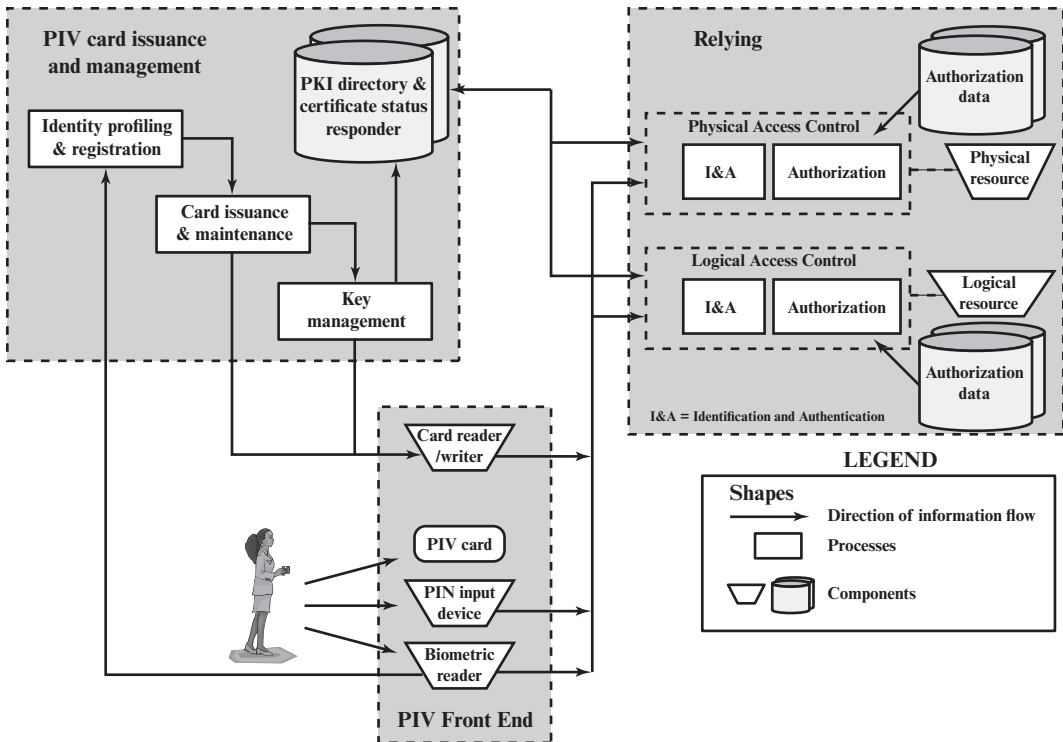 PIV card issuance
and management
PKI directory &
certificate status
responder
Identity profiling
& registration
Card issuance
& maintenance
Key
management
Relying
Authorization
data
Physical Access Control
I&A
Authorization
Physical
resource
Logical Access Control
I&A
Authorization
Logical
resource
Authorization
data
I&A = Identification and Authentication
Card reader
/writer
PIV card
PIN input
device
Biometric
reader
PIV Front End
LEGEND
Shapes
Direction of information flow
Processes
Components